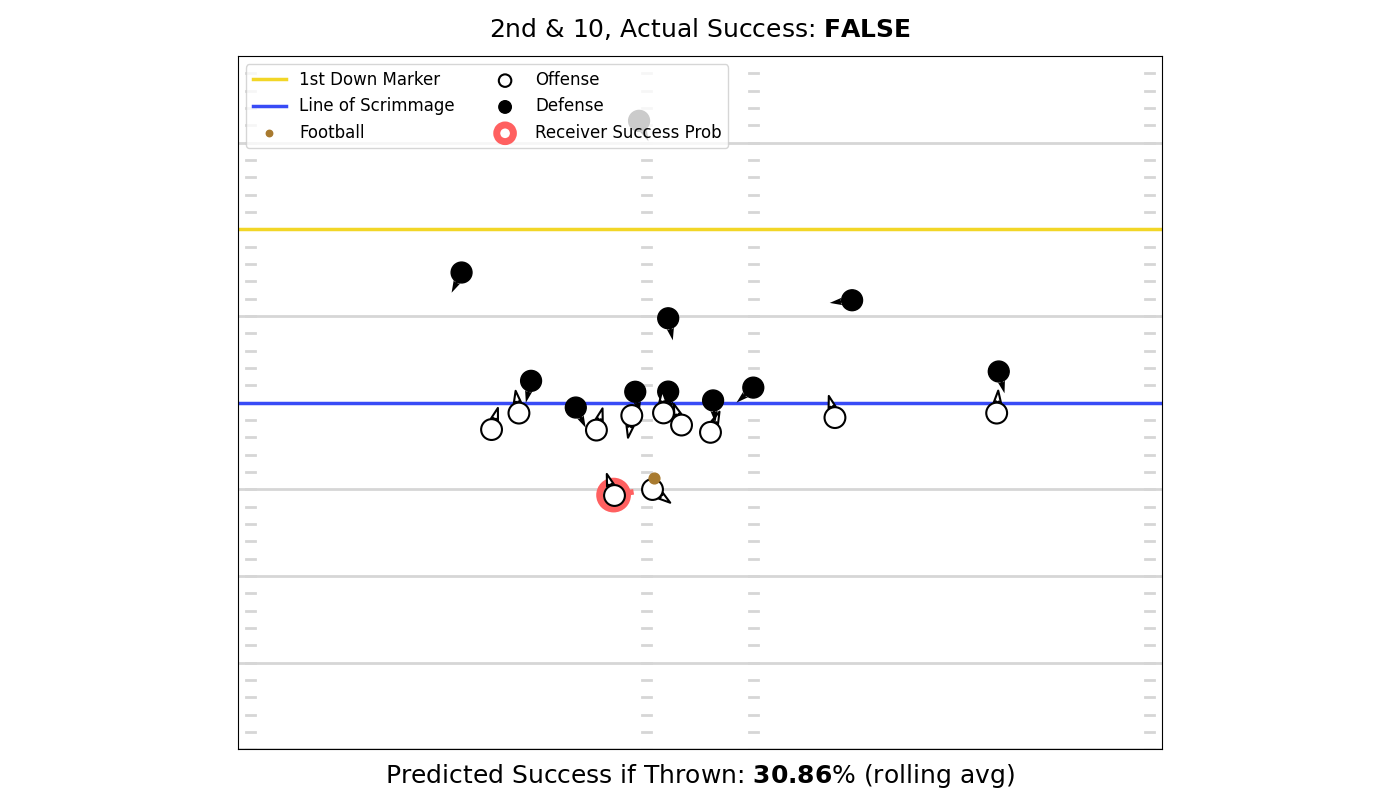 2nd & 10, Actual Success: FALSE
1st Down Marker
Line of Scrimmage
Football
Offense
Defense
Receiver Success Prob
Predicted Success if Thrown: 30.86% (rolling avg)